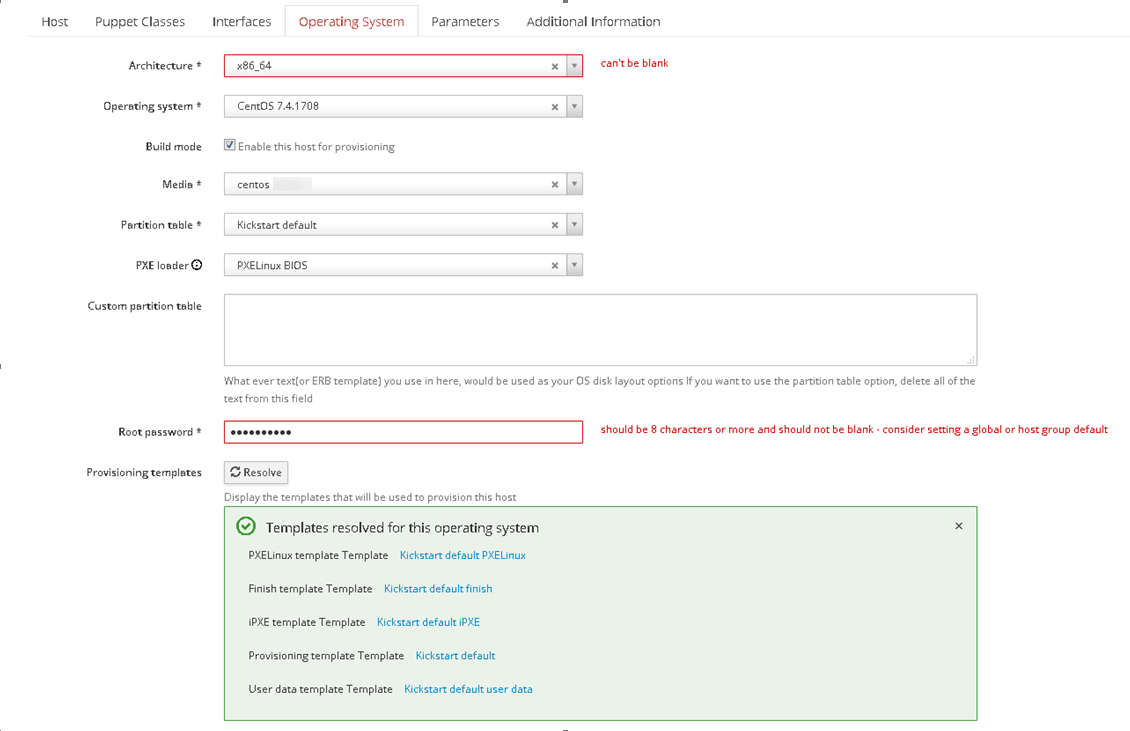 Host Puppet Classes Interfaces Operating System Parameters Additional Information
Architecture * x86_64 can't be blank
Operating system * CentOS 7.4.1708
Build mode Enable this host for provisioning
Media * centos
Partition table * Kickstart default
PXE loader PXELinux BIOS
Custom partition table
What ever text(or ERB template) you use in here, would be used as your OS disk layout options If you want to use the partition table option, delete all of the
text from this field
Root password * •••••••••• should be 8 characters or more and should not be blank - consider setting a global or host group default
Provisioning templates Resolve
Display the templates that will be used to provision this host
Templates resolved for this operating system
PXELinux template Template Kickstart default PXELinux
Finish template Template Kickstart default finish
iPXE template Template Kickstart default iPXE
Provisioning template Template Kickstart default
User data template Template Kickstart default user data